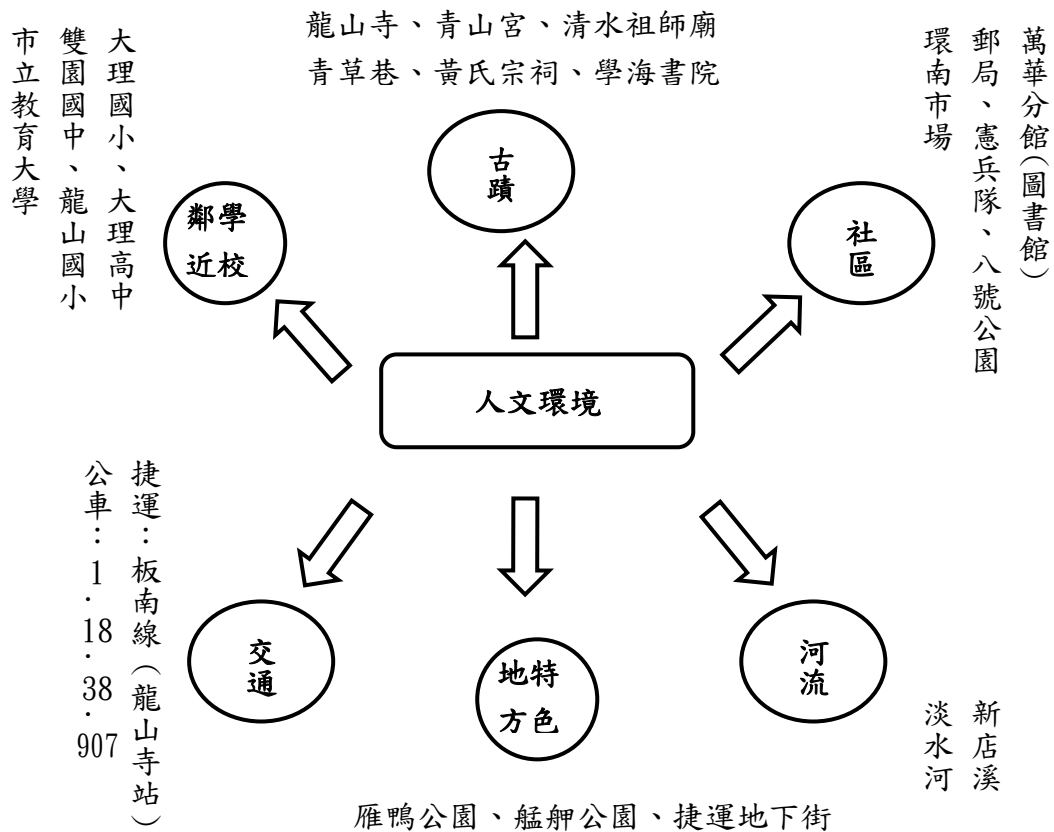 龍山寺、青山宮、清水祖師廟
青草巷、黃氏宗祠、學海書院
古蹟
萬華分館(圖書館)
郵局、憲兵隊、八號公園
環南市場
社區
大理國小、大理高中
雙園國中、龍山國小
市立教育大學
鄰近
學校
人文環境
捷運：板南線（龍山寺站）
公車：1．18．38．907
交通
地方
特色
雁鴨公園、艋舺公園、捷運地下街
河流
新店溪
淡水河